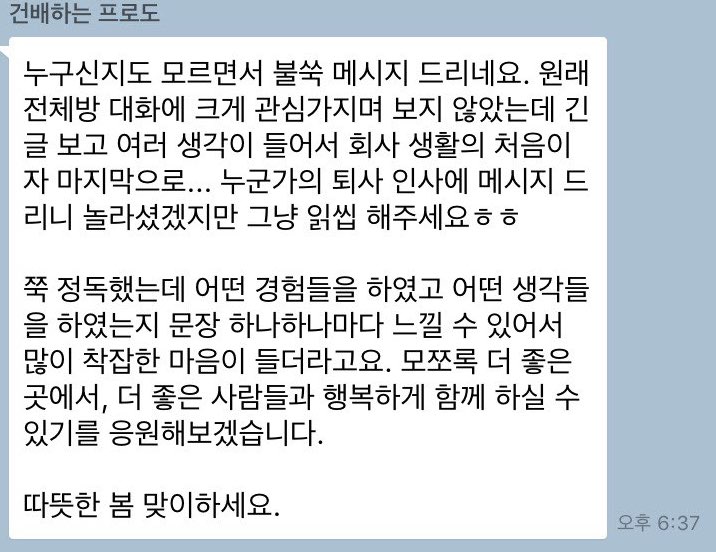 건배하는 프로도
누구신지도 모르면서 불쑥 메시지 드리네요. 원래
전체방 대화에 크게 관심가지며 보지 않았는데 긴
글 보고 여러 생각이 들어서 회사 생활의 처음이
자 마지막으로... 누군가의 퇴사 인사에 메시지 드
리니 놀라셨겠지만 그냥 읽씹 해주세요ㅎㅎ
쭉 정독했는데 어떤 경험들을 하였고 어떤 생각들
을 하였는지 문장 하나하나마다 느낄 수 있어서
많이 착잡한 마음이 들더라고요. 모쪼록 더 좋은
곳에서, 더 좋은 사람들과 행복하게 함께 하실 수
있기를 응원해보겠습니다.
따뜻한 봄 맞이하세요.
오후 6:37